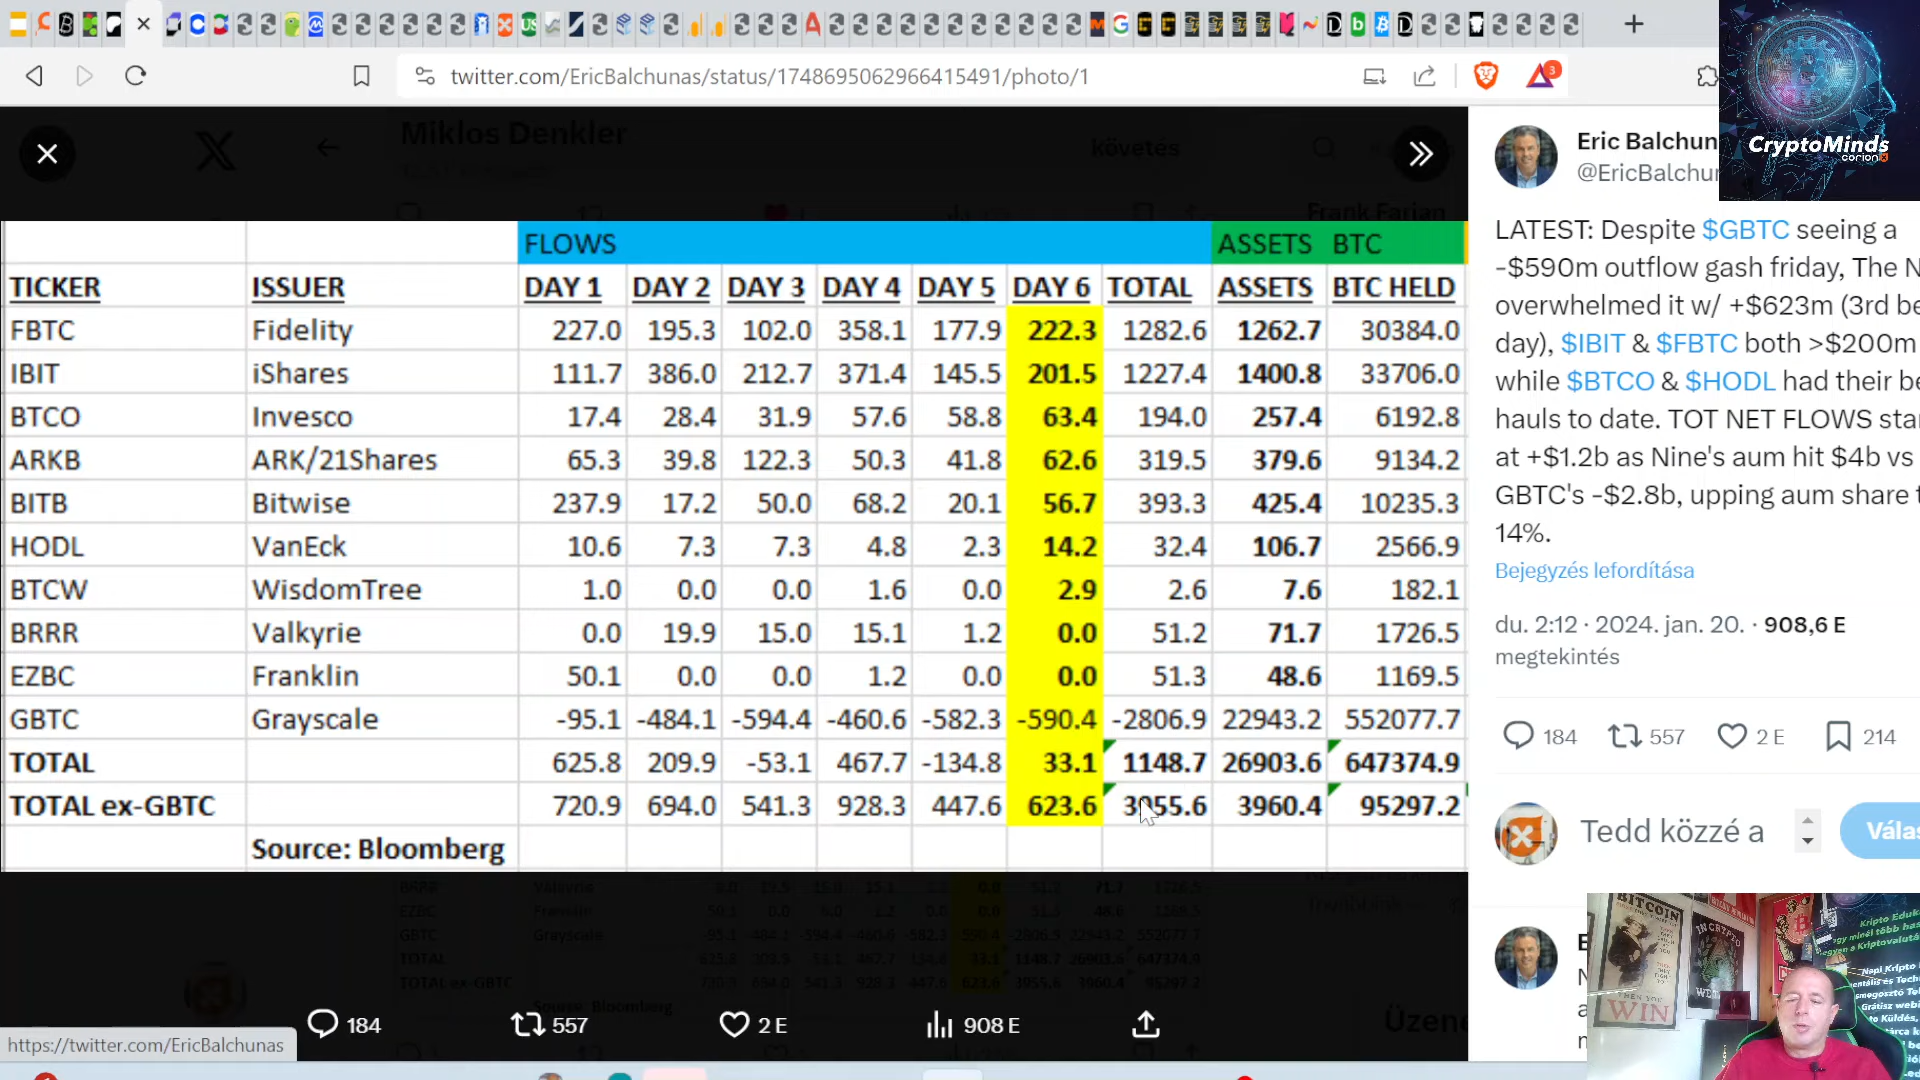 twitter.com/EricBalchunas/status/1748695062966415491/photo/1
3
CryptoMinds
corionX
Miklos Denkler
követés
Frank Farian
FLOWS ASSETS BTC
TICKER ISSUER DAY 1 DAY 2 DAY 3 DAY 4 DAY 5 DAY 6 TOTAL ASSETS BTC HELD
FBTC Fidelity 227.0 195.3 102.0 358.1 177.9 222.3 1282.6 1262.7 30384.0
IBIT iShares 111.7 386.0 212.7 371.4 145.5 201.5 1227.4 1400.8 33706.0
BTCO Invesco 17.4 28.4 31.9 57.6 58.8 63.4 194.0 257.4 6192.8
ARKB ARK/21Shares 65.3 39.8 122.3 50.3 41.8 62.6 319.5 379.6 9134.2
BITB Bitwise 237.9 17.2 50.0 68.2 20.1 56.7 393.3 425.4 10235.3
HODL VanEck 10.6 7.3 7.3 4.8 2.3 14.2 32.4 106.7 2566.9
BTCW WisdomTree 1.0 0.0 0.0 1.6 0.0 2.9 2.6 7.6 182.1
BRRR Valkyrie 0.0 19.9 15.0 15.1 1.2 0.0 51.2 71.7 1726.5
EZBC Franklin 50.1 0.0 0.0 1.2 0.0 0.0 51.3 48.6 1169.5
GBTC Grayscale -95.1 -484.1 -594.4 -460.6 -582.3 -590.4 -2806.9 22943.2 552077.7
TOTAL 625.8 209.9 -53.1 467.7 -134.8 33.1 1148.7 26903.6 647374.9
TOTAL ex-GBTC 720.9 694.0 541.3 928.3 447.6 623.6 3955.6 3960.4 95297.2
Source: Bloomberg
184 557 2 E 908 E
https://twitter.com/EricBalchunas
Eric Balchun
@EricBalchu
LATEST: Despite $GBTC seeing a
-$590m outflow gash friday, The N
overwhelmed it w/ +$623m (3rd be
day), $IBIT & $FBTC both >$200m
while $BTCO & $HODL had their be
hauls to date. TOT NET FLOWS sta
at +$1.2b as Nine's aum hit $4b vs
GBTC's -$2.8b, upping aum share t
14%.
Bejegyzés lefordítása
du. 2:12 · 2024. jan. 20. · 908,6 E
megtekintés
184 557 2 E 214
Tedd közzé a
Válas
BITCOIN
WIN
IN CRYPTO